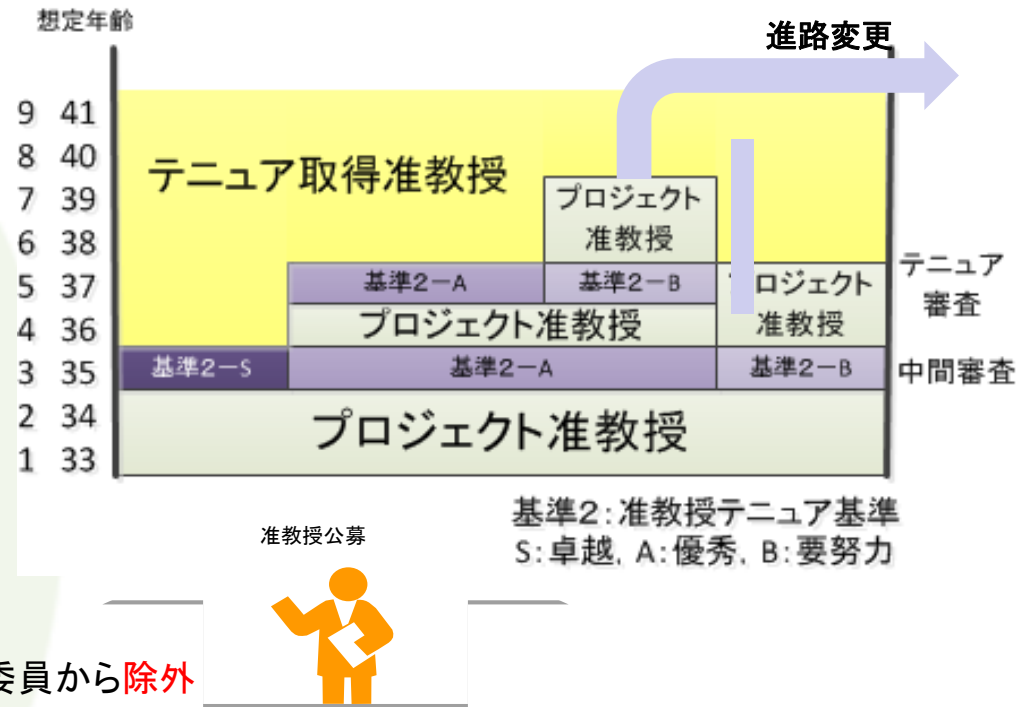 想定年齢
進路変更
9 41
8 40
テニュア取得准教授
7 39
プロジェクト
准教授
6 38
テニュア
審査
5 37
基準2－A
基準2－B
ロジェクト
准教授
4 36
プロジェクト准教授
3 35
基準2－S
基準2－A
基準2－B
中間審査
2 34
プロジェクト准教授
1 33
基準2:准教授テニュア基準
S:卓越, A:優秀, B:要努力
准教授公募
委員から除外